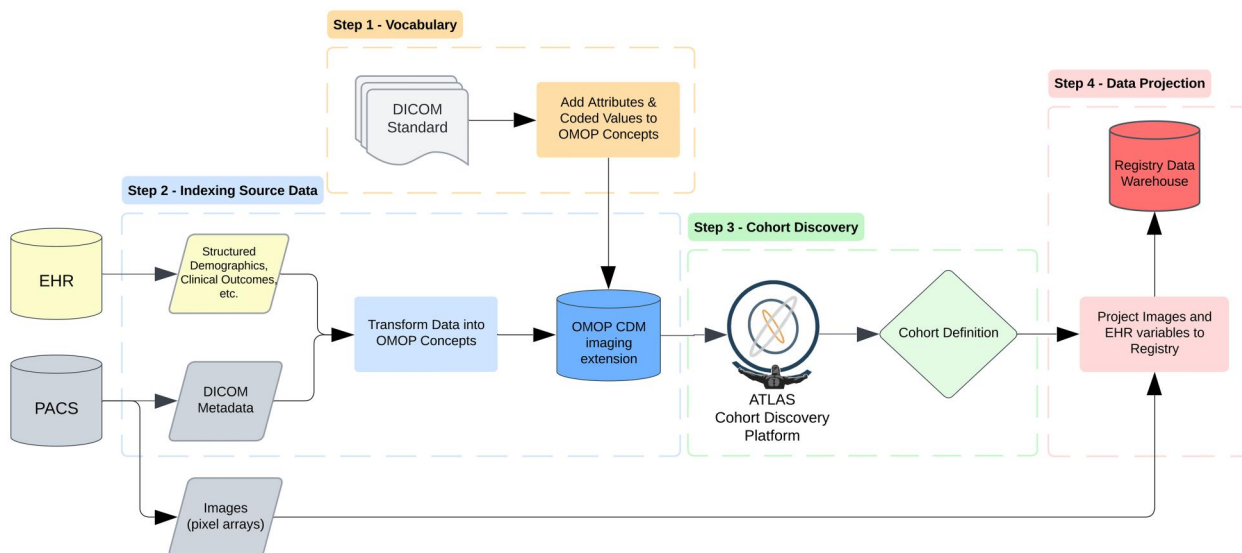 Step 1 - Vocabulary
DICOM
Standard
Add Attributes &
Coded Values to
OMOP Concepts
Step 2 - Indexing Source Data
EHR
Structured
Demographics,
Clinical Outcomes,
etc.
PACS
DICOM
Metadata
Images
(pixel arrays)
Transform Data into
OMOP Concepts
OMOP CDM
imaging
extension
Step 3 - Cohort Discovery
ATLAS
Cohort Discovery
Platform
Cohort Definition
Step 4 - Data Projection
Registry Data
Warehouse
Project Images and
EHR variables to
Registry